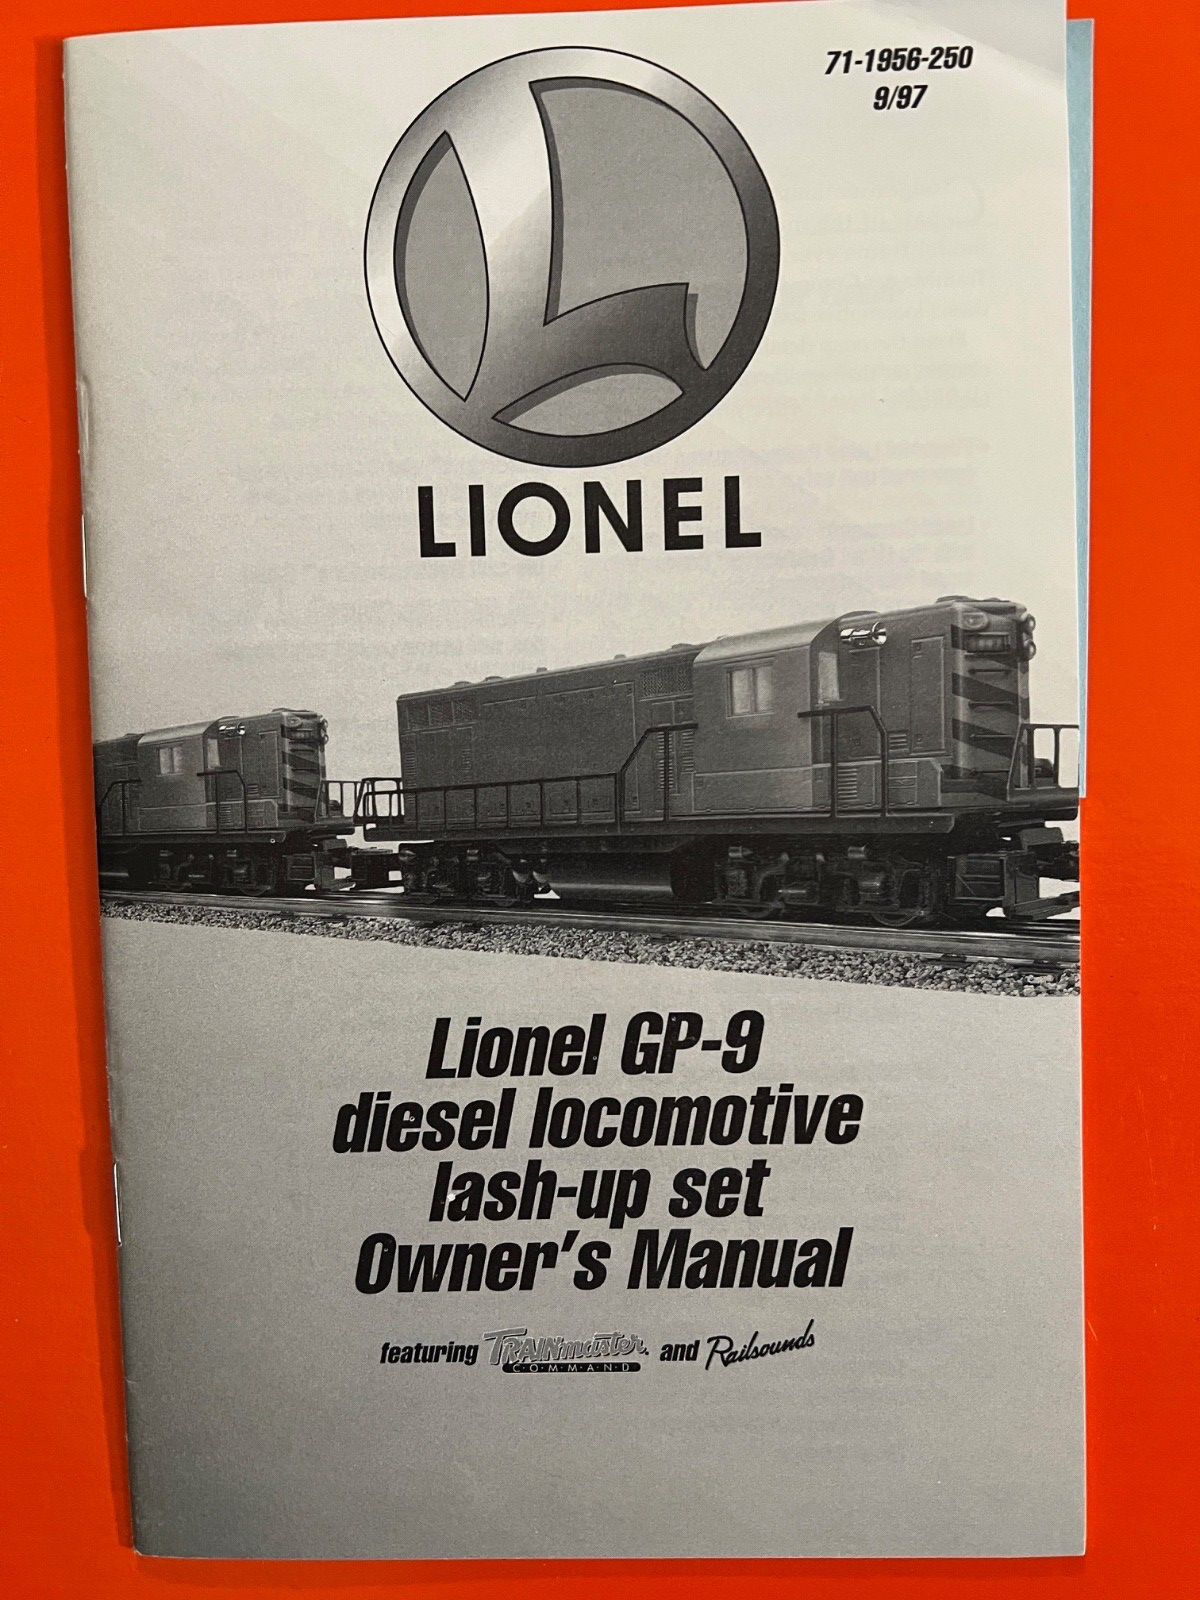 71-1956-250
9/97
LIONEL
Lionel GP-9
diesel locomotive
lash-up set
Owner's Manual
featuring TRAINmaster COMMAND and Railsounds